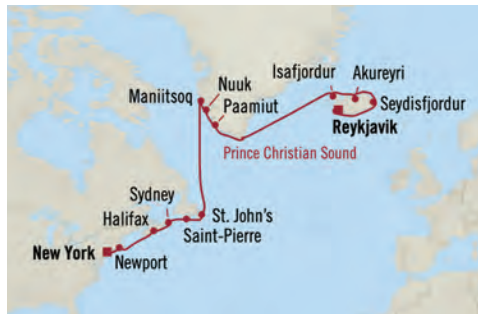 Isafjordur
Akureyri
Nuuk
Maniitsoq
Paamiut
Seydisfjordur
Reykjavik
Prince Christian Sound
Sydney
Halifax
St. John's
Saint-Pierre
New York
Newport